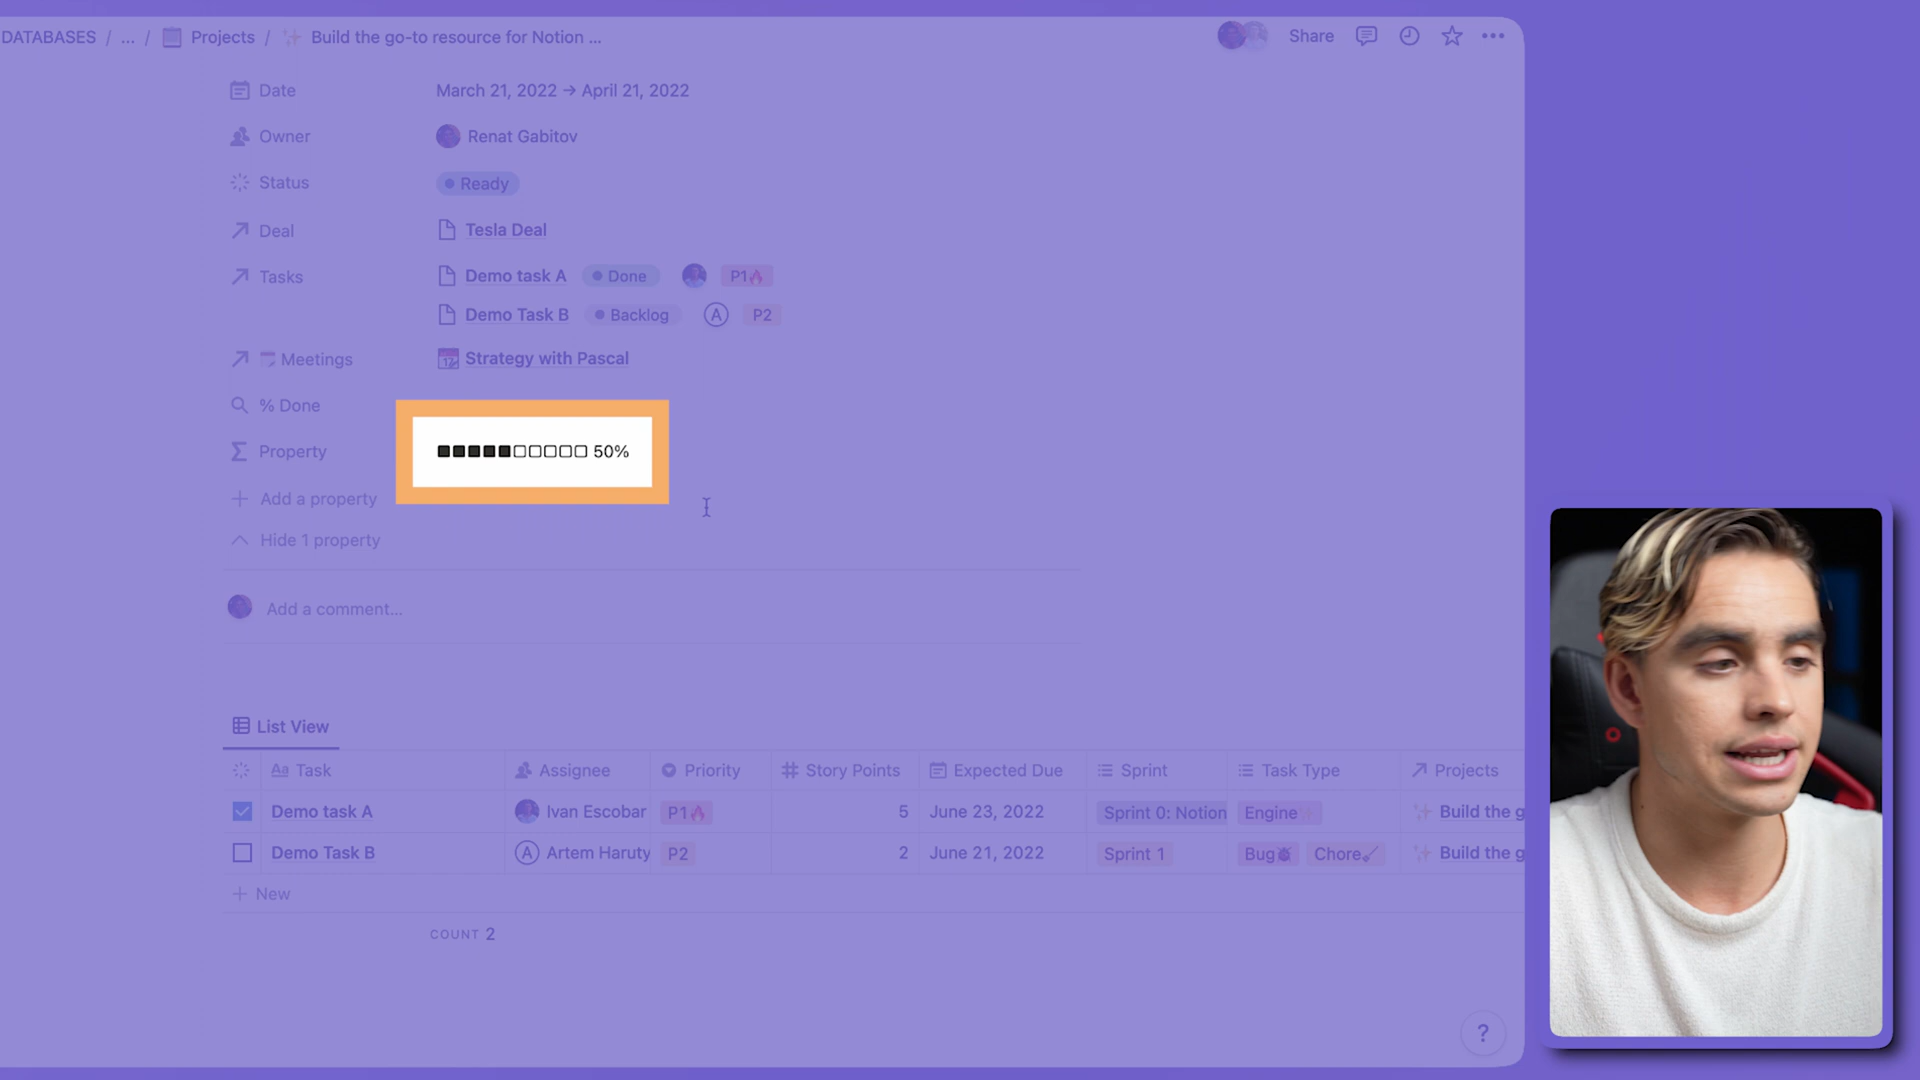 DATABASES / ... / Projects / Build the go-to resource for Notion ...
Share
Date March 21, 2022 → April 21, 2022
Owner Renat Gabitov
Status Ready
Deal Tesla Deal
Tasks Demo task A Done P1🔥
Demo Task B Backlog A P2
Meetings Strategy with Pascal
% Done
Property 50%
Add a property
Hide 1 property
Add a comment...
List View
Aa Task Assignee Priority Story Points Expected Due Sprint Task Type Projects
Demo task A Ivan Escobar P1🔥 5 June 23, 2022 Sprint 0: Notion Engine Build the g
Demo Task B A Artem Haruty P2 2 June 21, 2022 Sprint 1 Bug Chore Build the g
+ New
COUNT 2
?